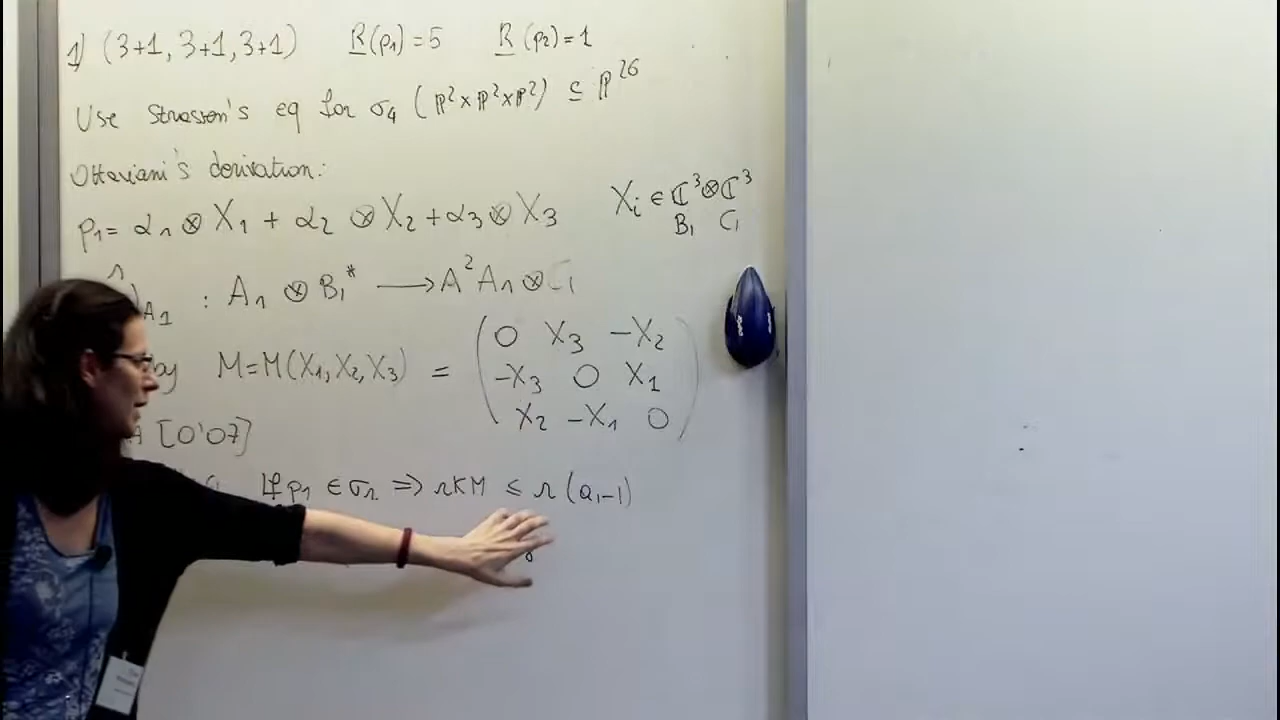 1) (3+1, 3+1, 3+1) R(p₁)=5 R(p₂)=1
Use Strassen's eq for σ₄ (ℙ²×ℙ²×ℙ²) ⊆ ℙ²⁶
Ottaviani's derivation:
p₁= α₁ ⊗ X₁ + α₂ ⊗ X₂ + α₃ ⊗ X₃ Xᵢ ∈ ℂ³⊗ℂ³
B₁ C₁
A₁ : A₁ ⊗ B₁* → Λ²A₁ ⊗ C₁
by M=M(X₁,X₂,X₃) = ( 0 X₃ -X₂
-X₃ 0 X₁
X₂ -X₁ 0 )
[O'07]
If p₁ ∈ σᵣ ⇒ rk M ≤ r (a₁-1)